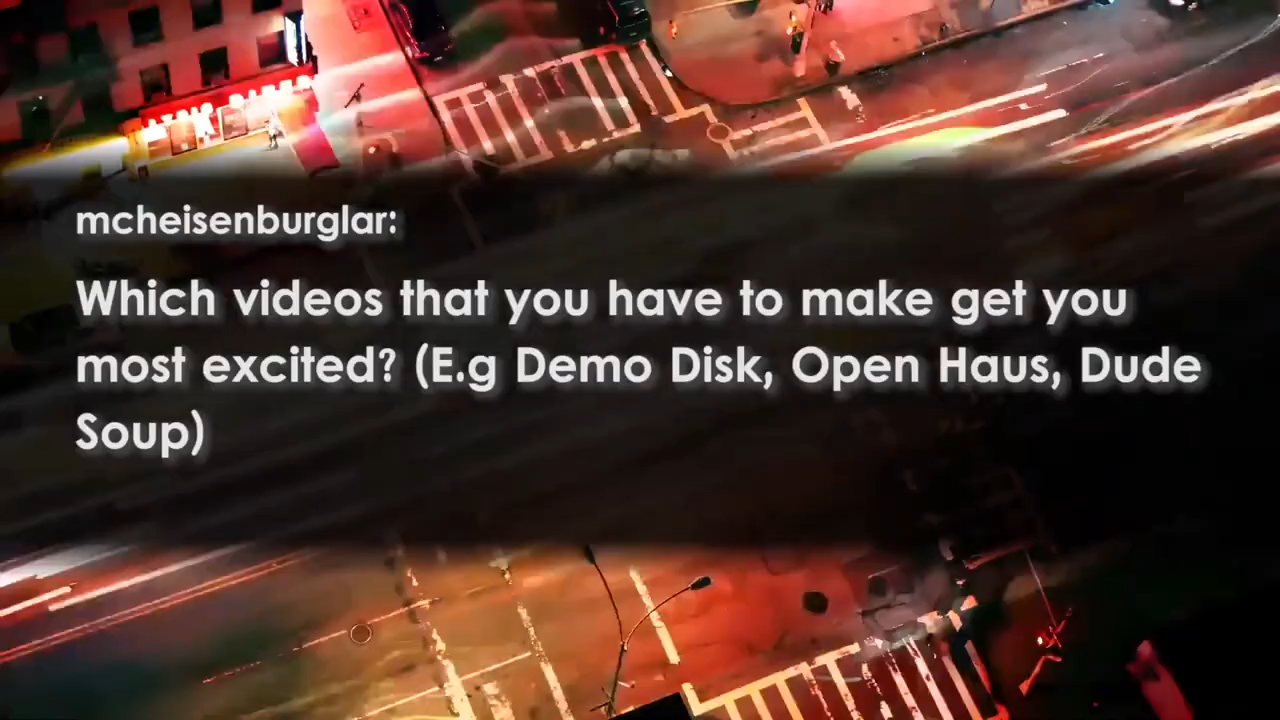 mcheisenburglar:
Which videos that you have to make get you
most excited? (E.g Demo Disk, Open Haus, Dude
Soup)